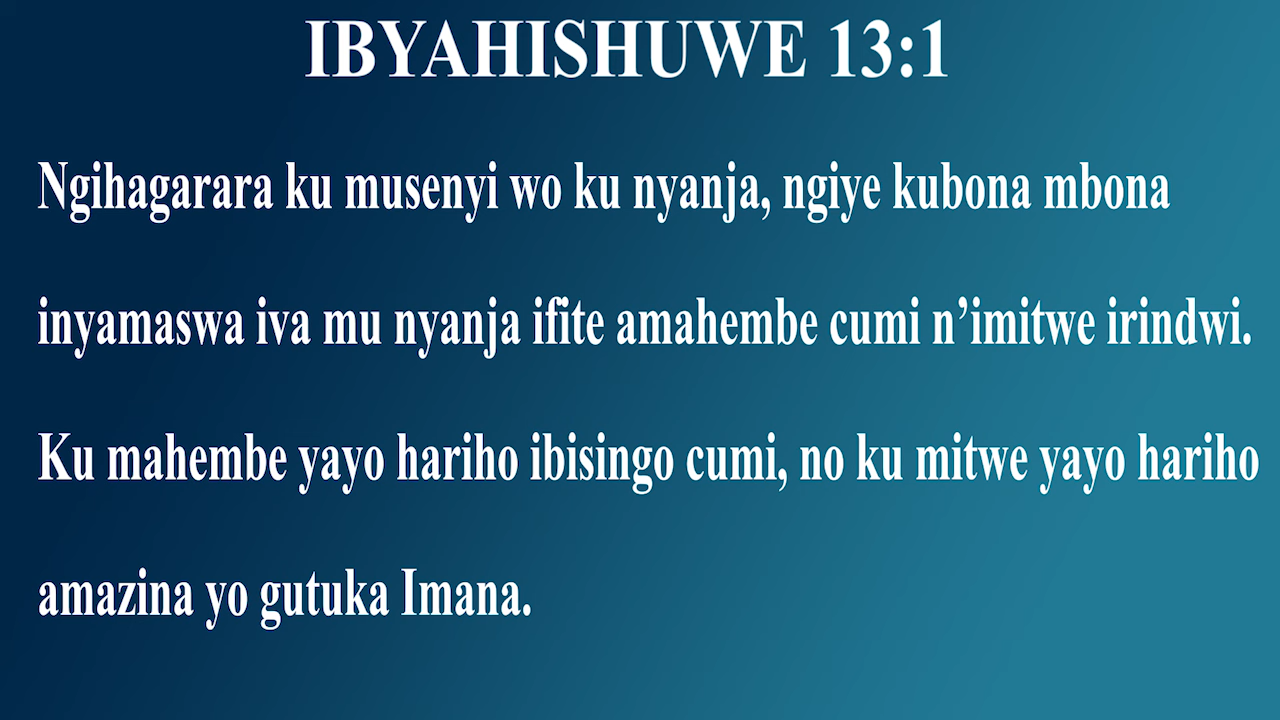 IBYAHISHUWE 13:1
Ngihagarara ku musenyi wo ku nyanja, ngiye kubona mbona
inyamaswa iva mu nyanja ifite amahembe cumi n’imitwe irindwi.
Ku mahembe yayo hariho ibisingo cumi, no ku mitwe yayo hariho
amazina yo gutuka Imana.